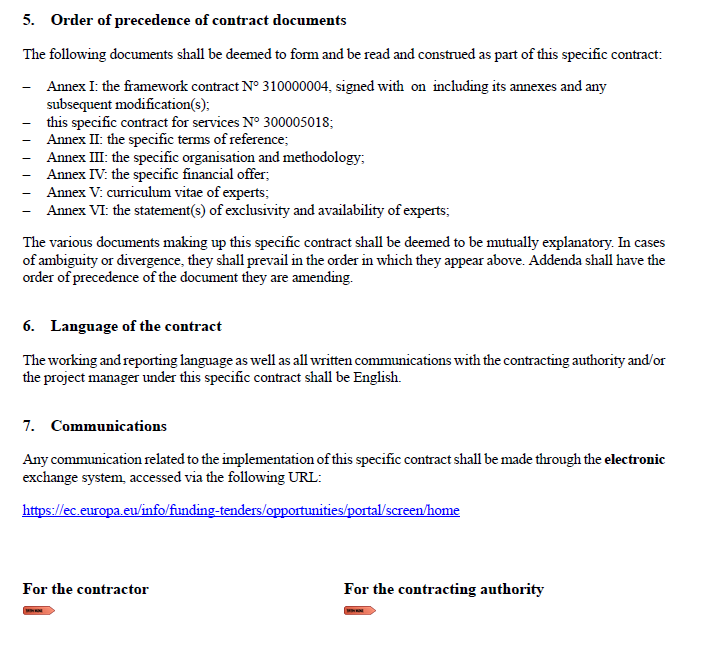 5. Order of precedence of contract documents
The following documents shall be deemed to form and be read and construed as part of this specific contract:
– Annex I: the framework contract N° 310000004, signed with on including its annexes and any
subsequent modification(s);
– this specific contract for services N° 300005018;
– Annex II: the specific terms of reference;
– Annex III: the specific organisation and methodology;
– Annex IV: the specific financial offer;
– Annex V: curriculum vitae of experts;
– Annex VI: the statement(s) of exclusivity and availability of experts;
The various documents making up this specific contract shall be deemed to be mutually explanatory. In cases
of ambiguity or divergence, they shall prevail in the order in which they appear above. Addenda shall have the
order of precedence of the document they are amending.
6. Language of the contract
The working and reporting language as well as all written communications with the contracting authority and/or
the project manager under this specific contract shall be English.
7. Communications
Any communication related to the implementation of this specific contract shall be made through the electronic
exchange system, accessed via the following URL:
https://ec.europa.eu/info/funding-tenders/opportunities/portal/screen/home
For the contractor For the contracting authority